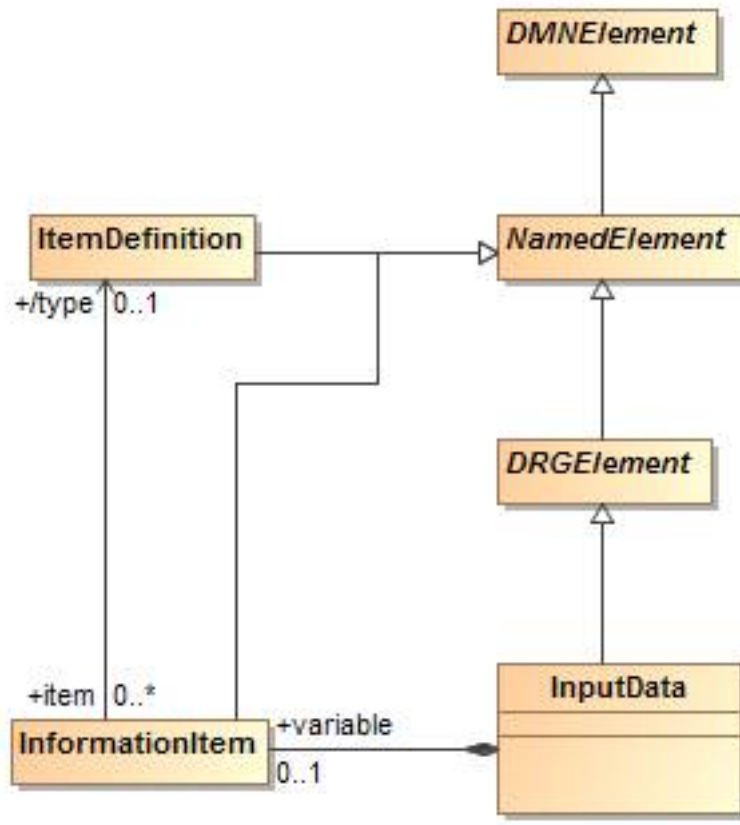 DMNElement
ItemDefinition
NamedElement
+/type 0..1
DRGElement
InputData
+item 0..*
+variable
InformationItem
0..1